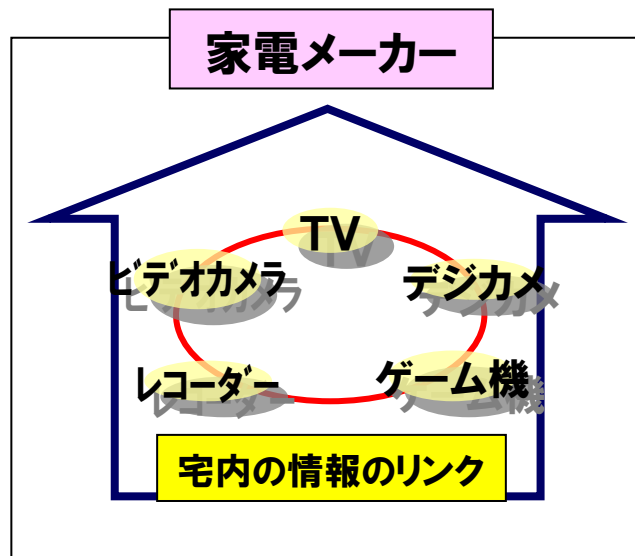 家電メーカー
TV
ビデオカメラ
デジカメ
レコーダー
ゲーム機
宅内の情報のリンク